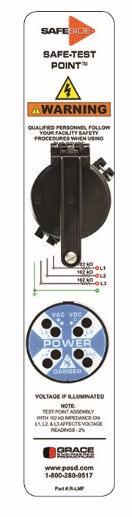 SAFESIDE
SAFE-TEST
POINT™
WARNING
QUALIFIED PERSONNEL FOLLOW
YOUR FACILITY SAFETY
PROCEDURES WHEN USING
102 kΩ
L1
102 kΩ
L2
102 kΩ
L3
VAC VDC
POWER
DANGER
VOLTAGE IF ILLUMINATED
NOTE:
TEST POINT ASSEMBLY
WITH 102 kΩ IMPEDANCE ON
L1, L2, & L3 AFFECTS VOLTAGE
READINGS - 2%
GRACE
www.pesd.com
1-800-280-9517
Part #:R-LMF